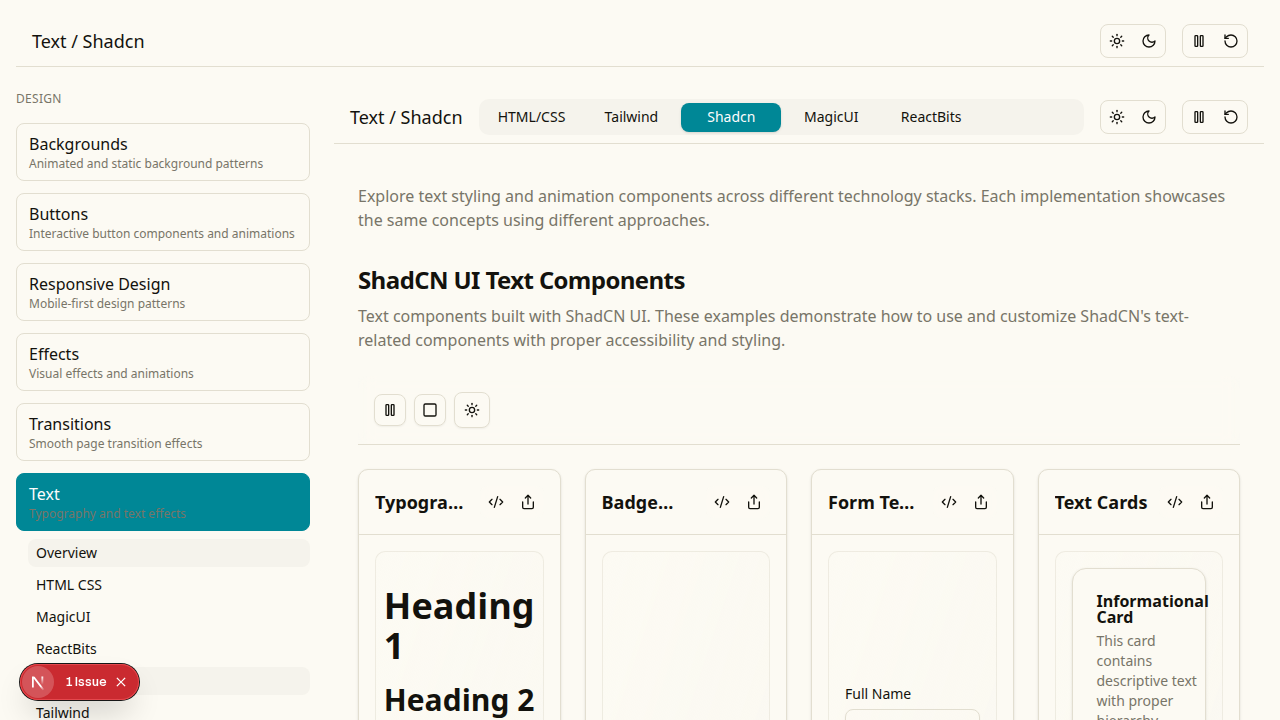 Text / Shadcn
DESIGN
Backgrounds
Animated and static background patterns
Buttons
Interactive button components and animations
Responsive Design
Mobile-first design patterns
Effects
Visual effects and animations
Transitions
Smooth page transition effects
Text
Typography and text effects
Overview
HTML CSS
MagicUI
ReactBits
Tailwind
1 Issue
Text / Shadcn
HTML/CSS
Tailwind
Shadcn
MagicUI
ReactBits
Explore text styling and animation components across different technology stacks. Each implementation showcases
the same concepts using different approaches.
ShadCN UI Text Components
Text components built with ShadCN UI. These examples demonstrate how to use and customize ShadCN's text-
related components with proper accessibility and styling.
Typogra...
Heading
1
Heading 2
Badge...
Form Te...
Full Name
Text Cards
Informational
Card
This card
contains
descriptive text
with proper